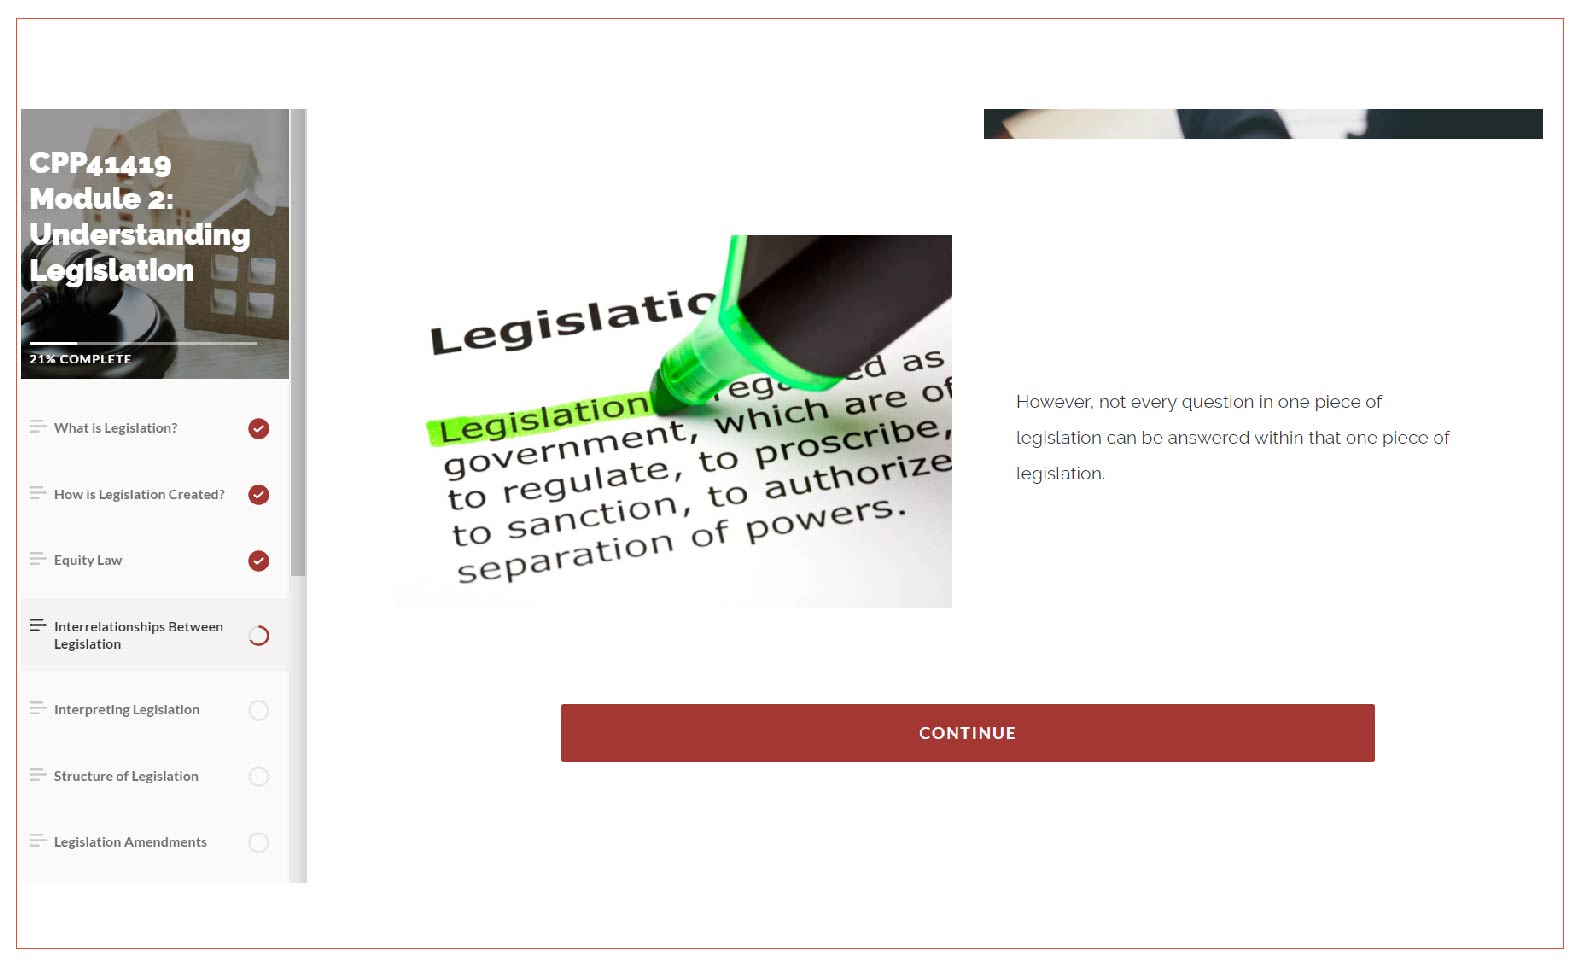 CPP41419
Module 2:
Understanding
Legislation
21% COMPLETE
What is Legislation?
How is Legislation Created?
Equity Law
Interrelationships Between
Legislation
Interpreting Legislation
Structure of Legislation
Legislation Amendments
Legislatio
Legislation rega ed as
government, which are of
to regulate, to proscribe,
to sanction, to authorize
separation of powers.
However, not every question in one piece of
legislation can be answered within that one piece of
legislation.
CONTINUE